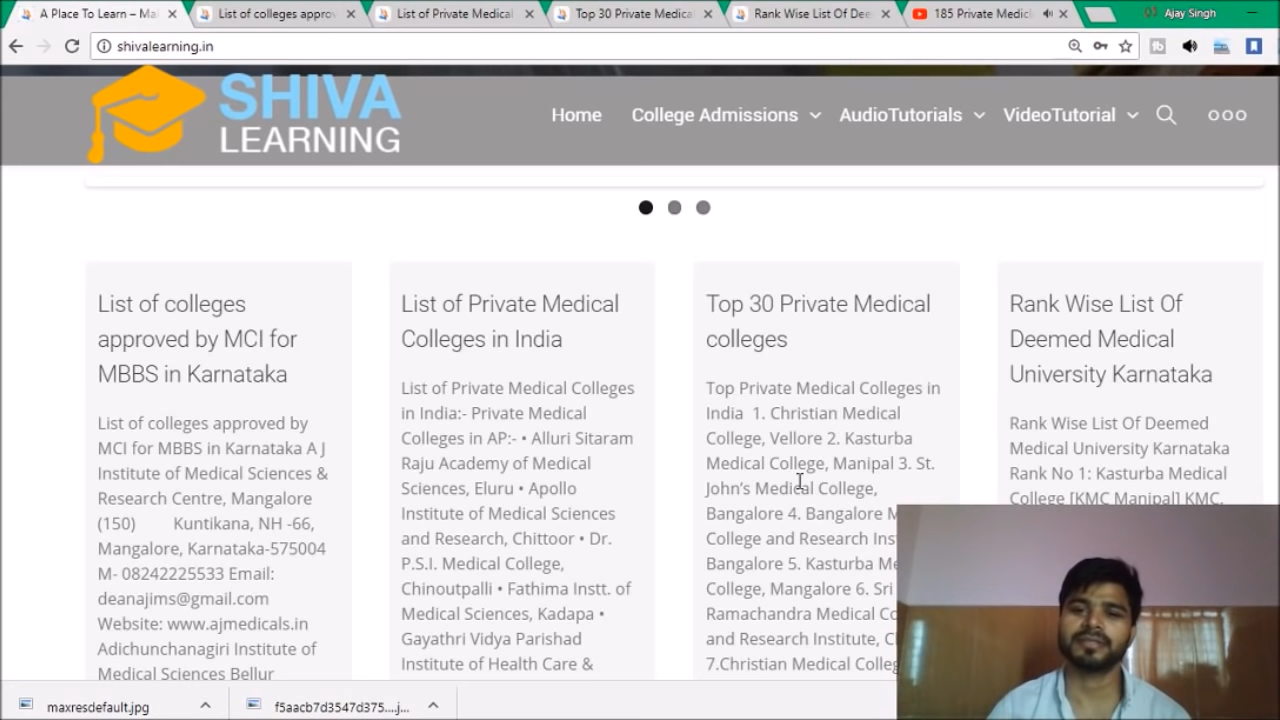 A Place To Learn – Ma
List of colleges appro
List of Private Medical
Top 30 Private Medica
Rank Wise List Of Dee
185 Private Medic
Ajay Singh
shivalearning.in
SHIVA
LEARNING
Home
College Admissions
AudioTutorials
VideoTutorial
List of colleges
approved by MCI for
MBBS in Karnataka
List of colleges approved by
MCI for MBBS in Karnataka A J
Institute of Medical Sciences &
Research Centre, Mangalore
(150) Kuntikana, NH -66,
Mangalore, Karnataka-575004
M- 08242225533 Email:
deanajims@gmail.com
Website: www.ajmedicals.in
Adichunchanagiri Institute of
Medical Sciences Bellur
List of Private Medical
Colleges in India
List of Private Medical Colleges
in India:- Private Medical
Colleges in AP:- • Alluri Sitaram
Raju Academy of Medical
Sciences, Eluru • Apollo
Institute of Medical Sciences
and Research, Chittoor • Dr.
P.S.I. Medical College,
Chinoutpalli • Fathima Instt. of
Medical Sciences, Kadapa •
Gayathri Vidya Parishad
Institute of Health Care &
Top 30 Private Medical
colleges
Top Private Medical Colleges in
India 1. Christian Medical
College, Vellore 2. Kasturba
Medical College, Manipal 3. St.
John's Medical College,
Bangalore 4. Bangalore M
College and Research Ins
Bangalore 5. Kasturba Me
College, Mangalore 6. Sri
Ramachandra Medical Co
and Research Institute, C
7.Christian Medical Colleg
Rank Wise List Of
Deemed Medical
University Karnataka
Rank Wise List Of Deemed
Medical University Karnataka
Rank No 1: Kasturba Medical
College [KMC Manipal] KMC,
maxresdefault.jpg
f5aacb7d3547d375....j...